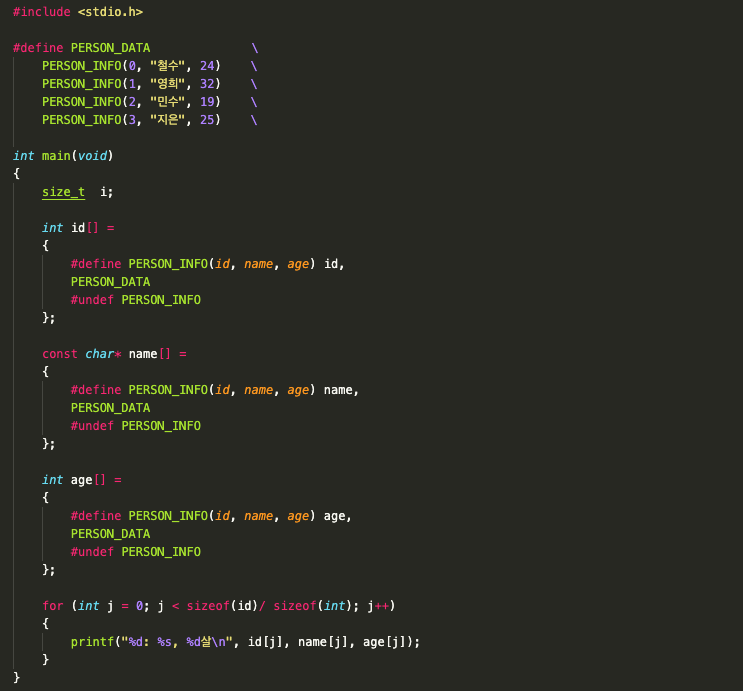 #include <stdio.h>

#define PERSON_DATA              \
    PERSON_INFO(0, "철수", 24)    \
    PERSON_INFO(1, "영희", 32)    \
    PERSON_INFO(2, "민수", 19)    \
    PERSON_INFO(3, "지은", 25)    \

int main(void)
{
    size_t  i;

    int id[] =
    {
        #define PERSON_INFO(id, name, age) id,
        PERSON_DATA
        #undef PERSON_INFO
    };

    const char* name[] =
    {
        #define PERSON_INFO(id, name, age) name,
        PERSON_DATA
        #undef PERSON_INFO
    };

    int age[] =
    {
        #define PERSON_INFO(id, name, age) age,
        PERSON_DATA
        #undef PERSON_INFO
    };

    for (int j = 0; j < sizeof(id)/ sizeof(int); j++)
    {
        printf("%d: %s, %d살\n", id[j], name[j], age[j]);
    }
}